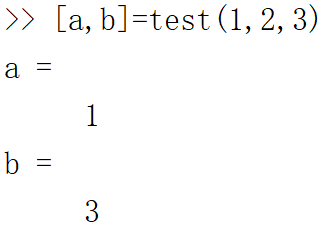 >> [a,b]=test(1,2,3)
a =
1
b =
3